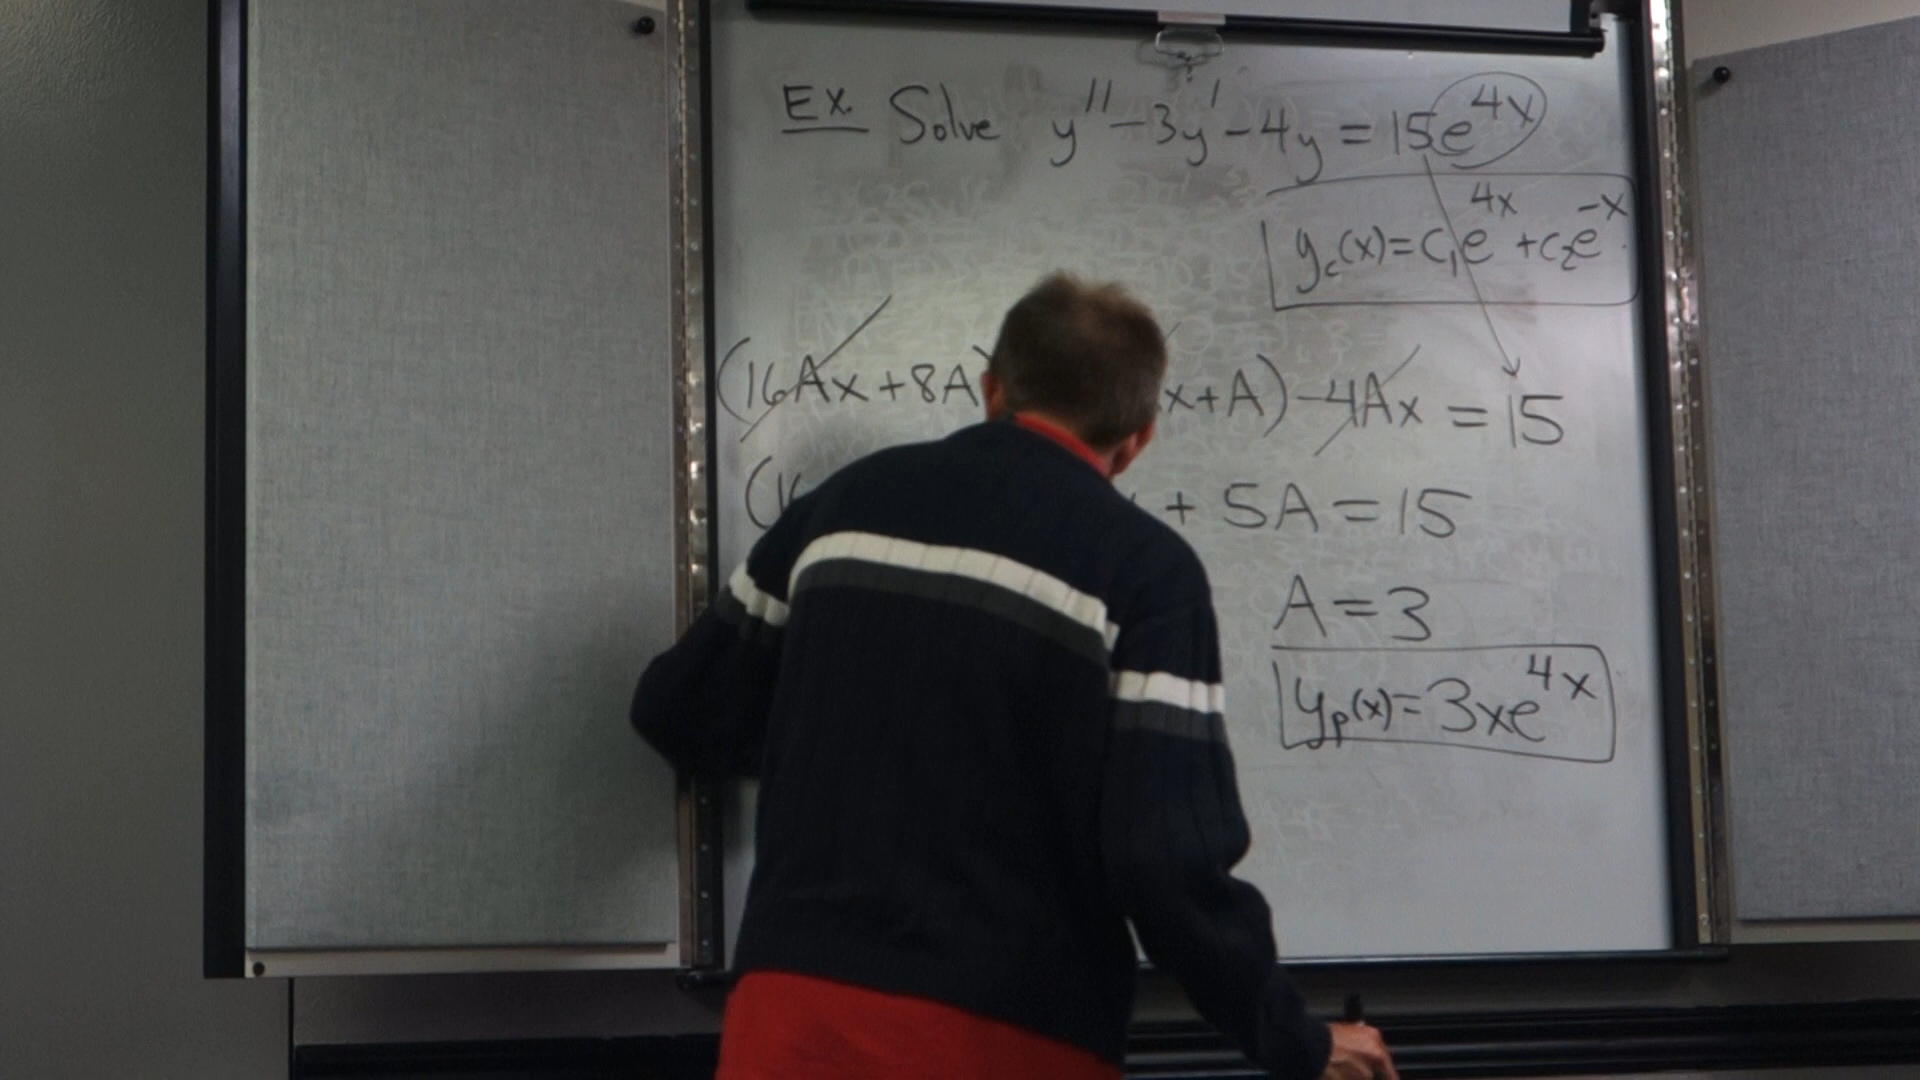 Ex. Solve y'' - 3y' - 4y = 15e^{4x}
y_c(x) = c_1e^{4x} + c_2e^{-x}
(16Ax + 8A x + A) - 4Ax = 15
+ 5A = 15
A = 3
y_p(x) = 3xe^{4x}